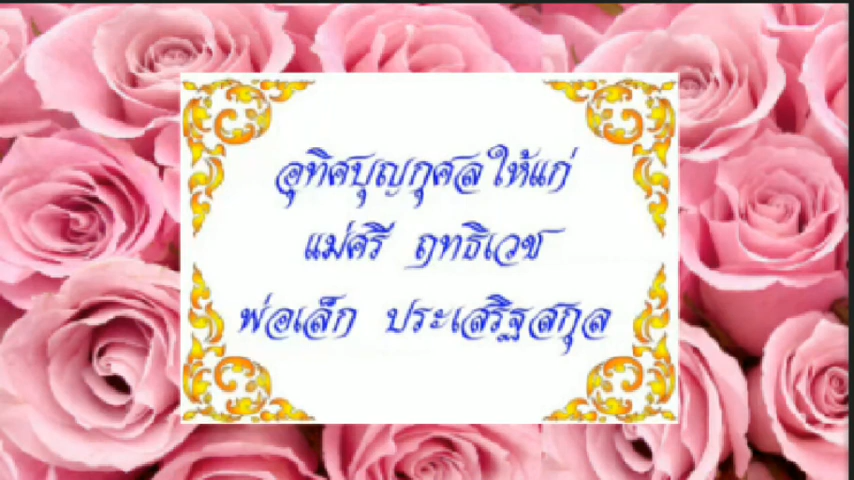 อุทิศบุญกุศลให้แก่
แม่ศรี ฤทธิเวช
พ่อเล็ก ประเสริฐสกุล